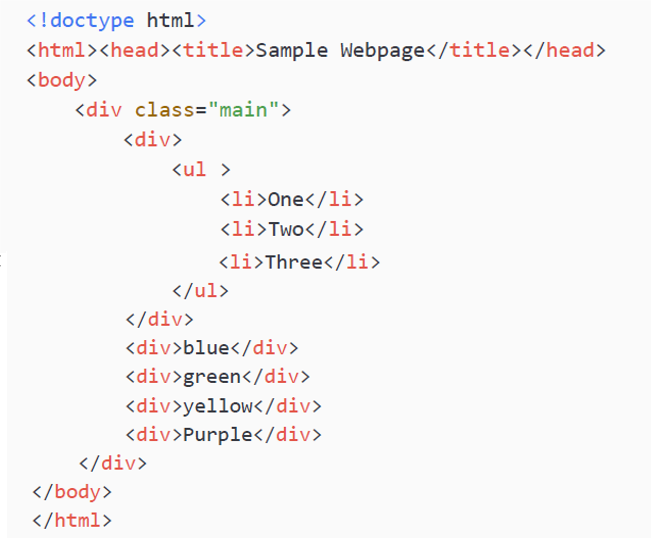 <!doctype html>
<html><head><title>Sample Webpage</title></head>
<body>
    <div class="main">
        <div>
            <ul >
                <li>One</li>
                <li>Two</li>
                <li>Three</li>
            </ul>
        </div>
        <div>blue</div>
        <div>green</div>
        <div>yellow</div>
        <div>Purple</div>
    </div>
</body>
</html>